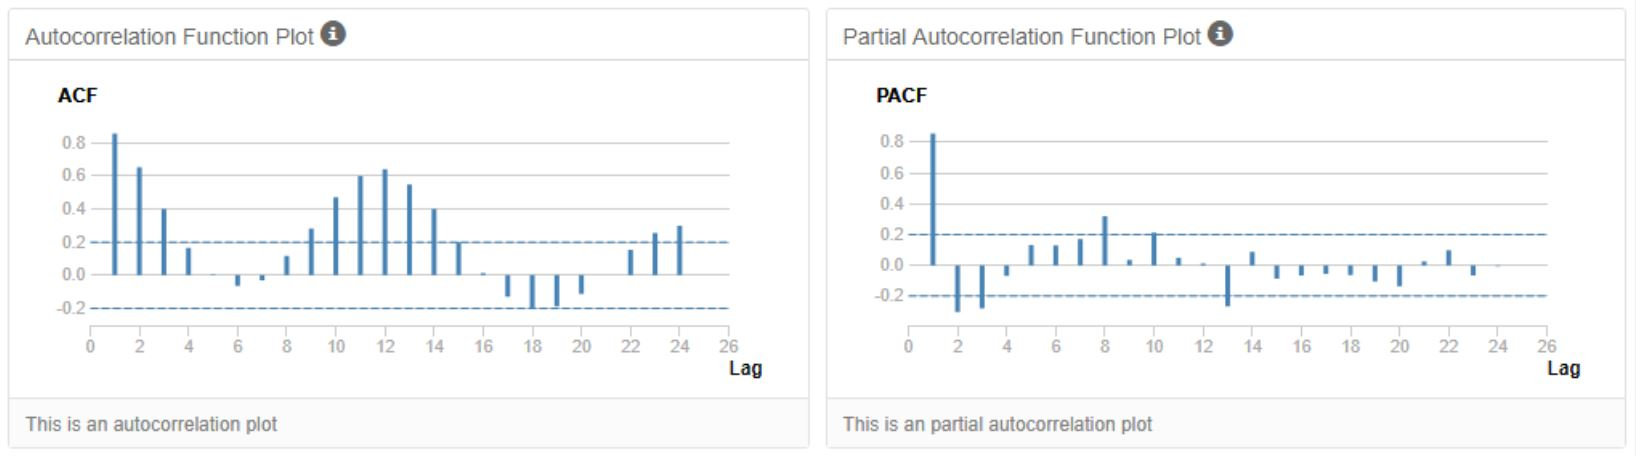 Autocorrelation Function Plot
ACF
0.8
0.6
0.4
0.2
0.0
-0.2
0 2 4 6 8 10 12 14 16 18 20 22 24 26
Lag
This is an autocorrelation plot
Partial Autocorrelation Function Plot
PACF
0.8
0.6
0.4
0.2
0.0
-0.2
0 2 4 6 8 10 12 14 16 18 20 22 24 26
Lag
This is an partial autocorrelation plot